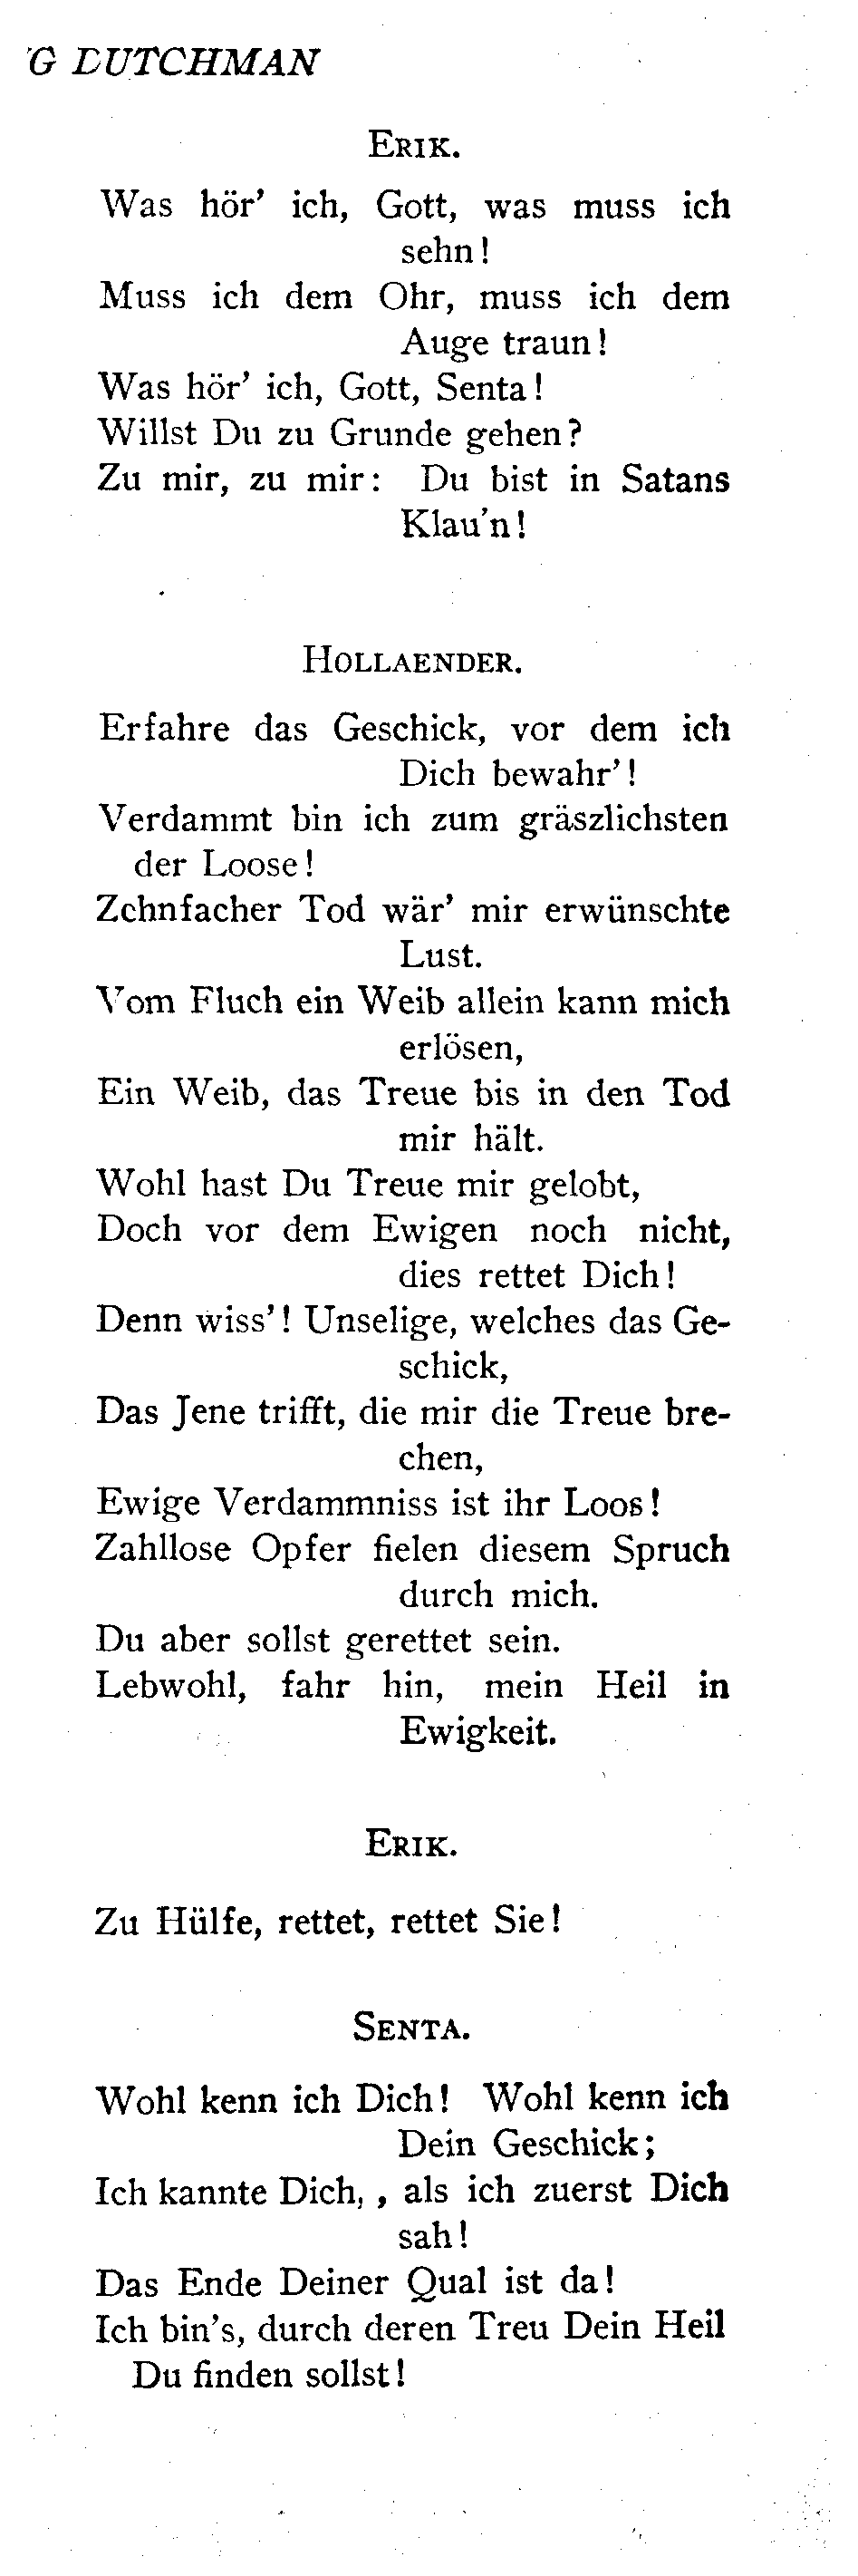 G DUTCHMAN
ERIK.
Was hör' ich, Gott, was muss ich
sehn!
Muss ich dem Ohr, muss ich dem
Auge traun!
Was hör' ich, Gott, Senta!
Willst Du zu Grunde gehen?
Zu mir, zu mir: Du bist in Satans
Klau'n!
HOLLAENDER.
Erfahre das Geschick, vor dem ich
Dich bewahr'!
Verdammt bin ich zum gräszlichsten
der Loose!
Zehnfacher Tod wär' mir erwünschte
Lust.
Vom Fluch ein Weib allein kann mich
erlösen,
Ein Weib, das Treue bis in den Tod
mir hält.
Wohl hast Du Treue mir gelobt,
Doch vor dem Ewigen noch nicht,
dies rettet Dich!
Denn wiss'! Unselige, welches das Ge-
schick,
Das Jene trifft, die mir die Treue bre-
chen,
Ewige Verdammniss ist ihr Loos!
Zahllose Opfer fielen diesem Spruch
durch mich.
Du aber sollst gerettet sein.
Lebwohl, fahr hin, mein Heil in
Ewigkeit.
ERIK.
Zu Hülfe, rettet, rettet Sie!
SENTA.
Wohl kenn ich Dich! Wohl kenn ich
Dein Geschick;
Ich kannte Dich, , als ich zuerst Dich
sah!
Das Ende Deiner Qual ist da!
Ich bin's, durch deren Treu Dein Heil
Du finden sollst!